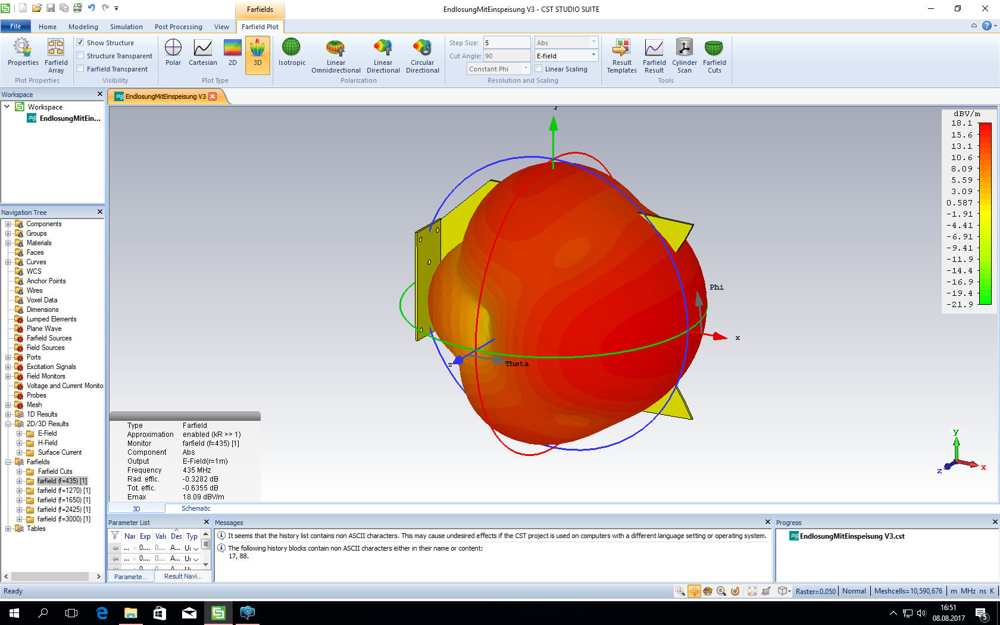 Farfields
EndlosungMitEinspeisung V3 - CST STUDIO SUITE
File Home Modeling Simulation Post Processing View Farfield Plot
Properties
Farfield Array
Plot Properties
Show Structure
Structure Transparent
Farfield Transparent
Visibility
Polar Cartesian 2D 3D
Plot Type
Isotropic
Linear Omnidirectional
Linear Directional
Circular Directional
Polarization
Step Size: 5 Abs
Cut Angle: 90 E-field
Constant Phi Linear Scaling
Resolution and Scaling
Result Templates
Farfield Result
Cylinder Scan
Farfield Cuts
Tools
Workspace
Workspace
EndlosungMitEin...
EndlosungMitEinspeisung V3
Navigation Tree
Components
Groups
Materials
Faces
Curves
WCS
Anchor Points
Wires
Voxel Data
Dimensions
Lumped Elements
Plane Wave
Farfield Sources
Field Sources
Ports
Excitation Signals
Field Monitors
Voltage and Current Monito
Probes
Mesh
1D Results
2D/3D Results
E-Field
H-Field
Surface Current
Farfields
Farfield Cuts
farfield (f=435) [1]
farfield (f=1270) [1]
farfield (f=1650) [1]
farfield (f=2425) [1]
farfield (f=3000) [1]
Tables
dBV/m
18.1
15.6
13.1
10.6
8.09
5.59
3.09
0.587
-1.91
-4.41
-6.91
-9.41
-11.9
-14.4
-16.9
-19.4
-21.9
Phi
x
z
Theta
y
z
x
Type Farfield
Approximation enabled (kR >> 1)
Monitor farfield (f=435) [1]
Component Abs
Output E-Field(r=1m)
Frequency 435 MHz
Rad. effic. -0.3282 dB
Tot. effic. -0.6355 dB
Emax 18.09 dBV/m
3D Schematic
Parameter List
Nar Exp Valu Des Typ
... = 0.... 0.... A... Ur
... = 0.... 0.... A... Ur
Paramete... Result Navi...
Messages
It seems that the history list contains non ASCII characters. This may cause undesired effects if the CST project is used on computers with a different language setting or operating system.
The following history blocks contain non ASCII characters either in their name or content:
17, 88.
Progress
EndlosungMitEinspeisung V3.cst
Ready
Raster=0.050 Normal Meshcells=10,590,676 m MHz ns K
16:51
08.08.2017
5